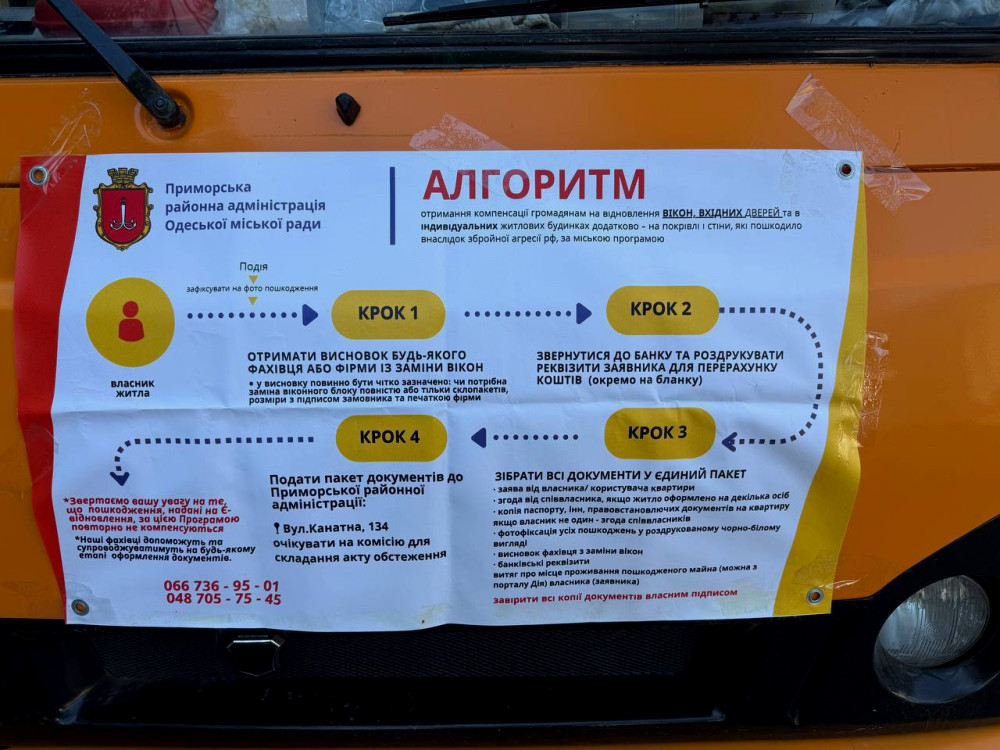 Приморська
районна адміністрація
Одеської міської ради
АЛГОРИТМ
отримання компенсації громадянам на відновлення ВІКОН, ВХІДНИХ ДВЕРЕЙ та в
індивідуальних житлових будинках додатково – на покрівлі і стіни, які пошкодило
внаслідок збройної агресії рф, за міською програмою
Подія
зафіксувати на фото пошкодження
власник
житла
КРОК 1
ОТРИМАТИ ВИСНОВОК БУДЬ-ЯКОГО
ФАХІВЦЯ АБО ФІРМИ ІЗ ЗАМІНИ ВІКОН
• у висновку повинно бути чітко зазначено: чи потрібна
заміна віконного блоку повністю або тільки склопакетів,
розміри з підписом замовника та печаткою фірми
КРОК 2
ЗВЕРНУТИСЯ ДО БАНКУ ТА РОЗДРУКУВАТИ
РЕКВІЗИТИ ЗАЯВНИКА ДЛЯ ПЕРЕРАХУНКУ
КОШТІВ (окремо на бланку)
КРОК 3
ЗІБРАТИ ВСІ ДОКУМЕНТИ У ЄДИНИЙ ПАКЕТ
· заява від власника/ користувача квартири
· згода від співвласника, якщо житло оформлено на декілька осіб
· копія паспорту, інн, правовстановлючих документів на квартиру
якщо власник не один - згода співвласників
· фотофіксація усіх пошкоджень у роздрукованому чорно-білому
вигляді
· висновок фахівця з заміни вікон
· банківські реквізити
витяг про місце проживання пошкодженого майна (можна з
порталу Дія) власника (заявника)
завірити всі копії документів власним підписом
КРОК 4
Подати пакет документів до
Приморської районної
адміністрації:
Вул.Канатна, 134
очікувати на комісію для
складання акту обстеження
*Звертаємо вашу увагу на те,
що пошкодження, надані на Є-
відновлення, за цією Програмою
повторно не компенсуються
*Наші фахівці допоможуть та
супроводжуватимуть на будь-якому
етапі оформлення документів.
066 736 - 95 - 01
048 705 - 75 - 45